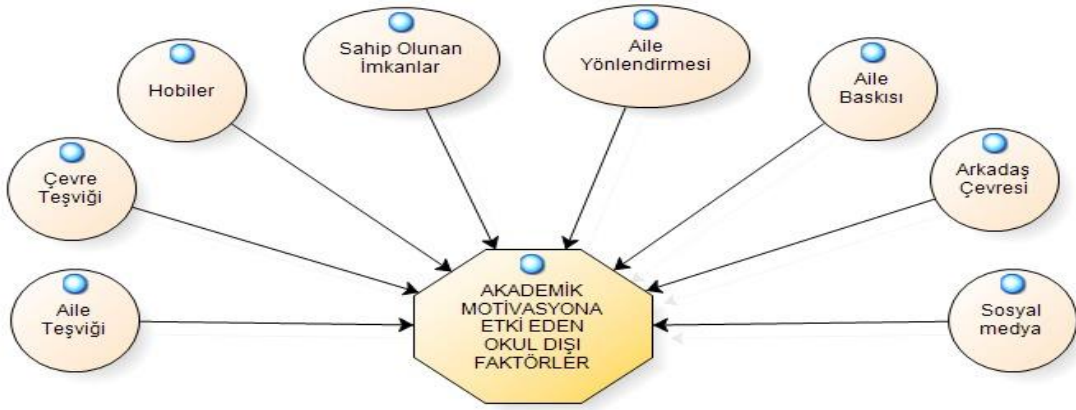 Sahip Olunan
İmkanlar
Aile
Yönlendirmesi
Hobiler
Aile
Baskısı
Çevre
Teşviği
Arkadaş
Çevresi
Aile
Teşviği
AKADEMİK
MOTİVASYONA
ETKİ EDEN
OKUL DIŞI
FAKTÖRLER
Sosyal
medya